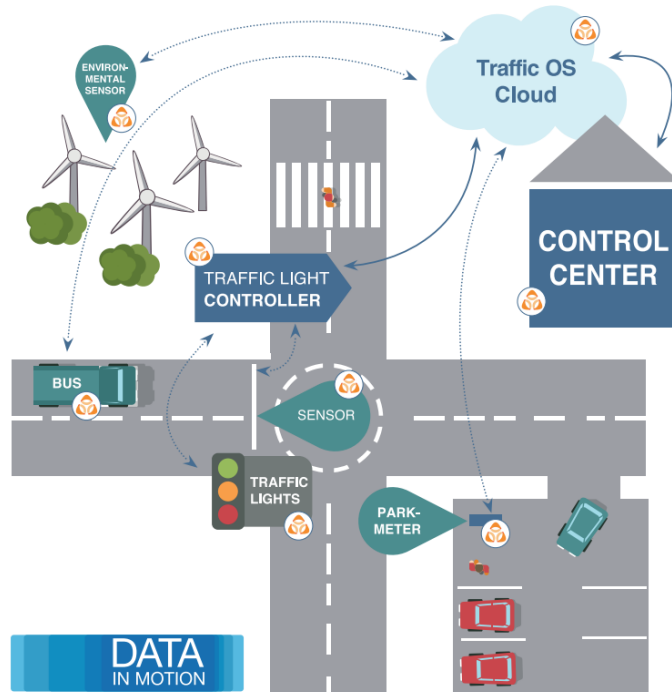 ENVIRON-
MENTAL
SENSOR
Traffic OS
Cloud
CONTROL
CENTER
TRAFFIC LIGHT
CONTROLLER
BUS
SENSOR
TRAFFIC
LIGHTS
PARK-
METER
DATA
IN MOTION